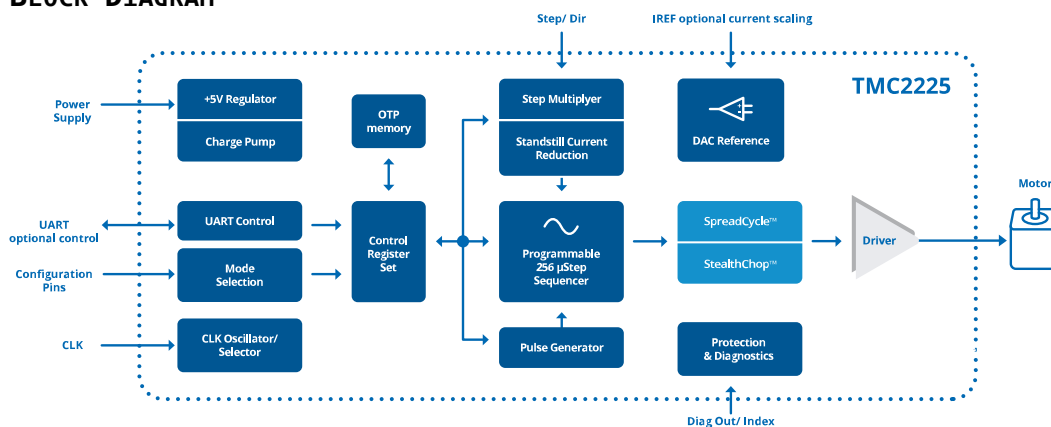 BLOCK DIAGRAM
Step/ Dir
IREF optional current scaling
TMC2225
Power
Supply
+5V Regulator
Charge Pump
OTP
memory
Step Multiplyer
Standstill Current
Reduction
DAC Reference
Motor
UART
optional control
UART Control
Configuration
Pins
Mode
Selection
Control
Register
Set
Programmable
256 µStep
Sequencer
SpreadCycle™
StealthChop™
Driver
CLK
CLK Oscillator/
Selector
Pulse Generator
Protection
& Diagnostics
Diag Out/ Index